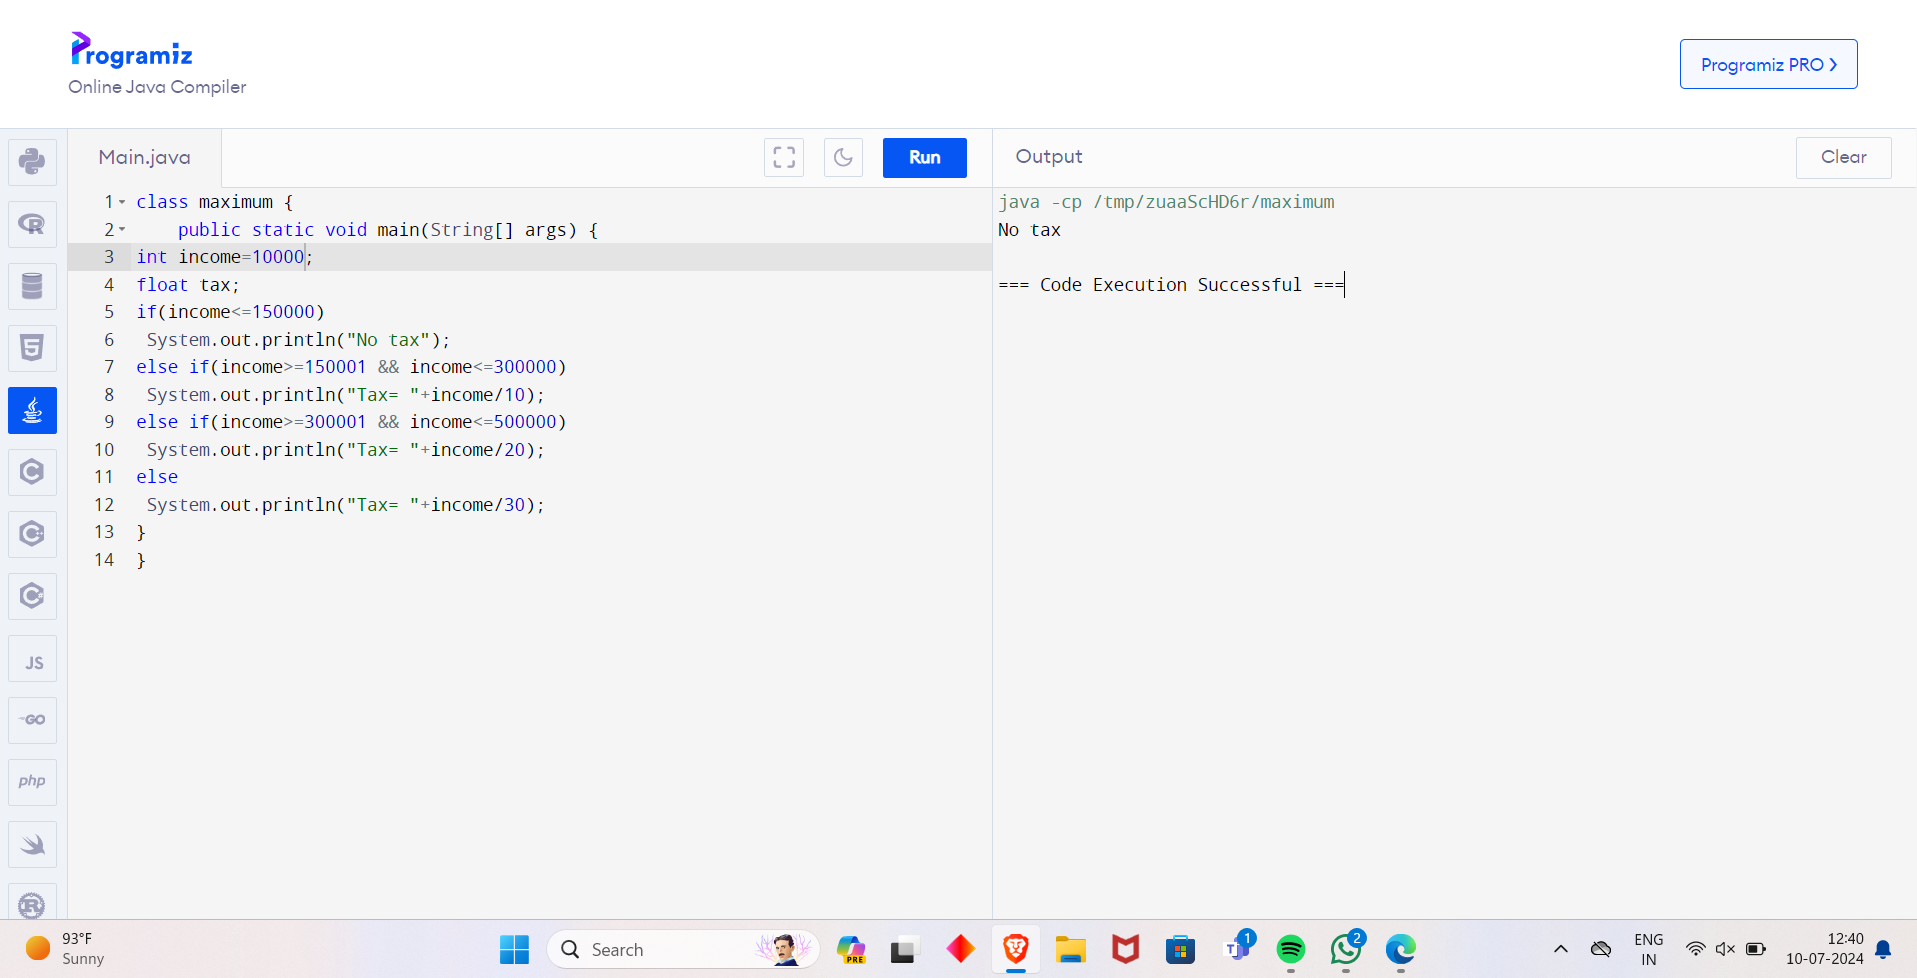 Programiz
Online Java Compiler
Programiz PRO ❯
Main.java
Run
Output
Clear
1 class maximum {
2     public static void main(String[] args) {
3 int income=10000;
4 float tax;
5 if(income<=150000)
6  System.out.println("No tax");
7 else if(income>=150001 && income<=300000)
8  System.out.println("Tax= "+income/10);
9 else if(income>=300001 && income<=500000)
10  System.out.println("Tax= "+income/20);
11 else
12  System.out.println("Tax= "+income/30);
13 }
14 }
java -cp /tmp/zuaaScHD6r/maximum
No tax
=== Code Execution Successful ===
R
5
C
C
C
JS
GO
php
R
93°F
Sunny
Search
PRE
T
1
2
ENG
IN
12:40
10-07-2024